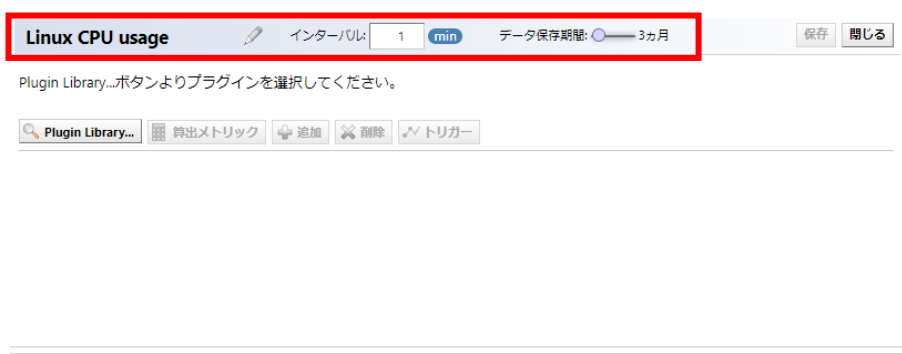 Linux CPU usage インターバル: 1 min データ保存期間: 3ヵ月 保存 閉じる
Plugin Library...ボタンよりプラグインを選択してください。
Plugin Library... 算出メトリック 追加 削除 トリガー